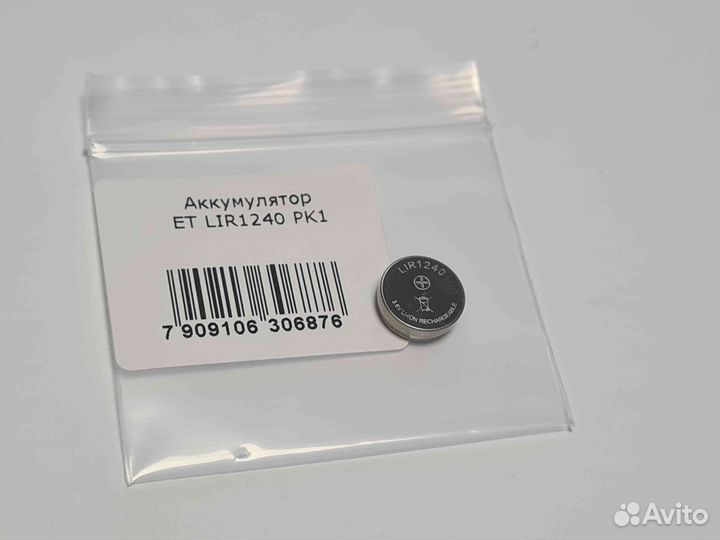 Аккумулятор
ET LIR1240 PK1
7 909106 306876
LIR1240
3.6V LI-ION RECHARGEABLE
Avito